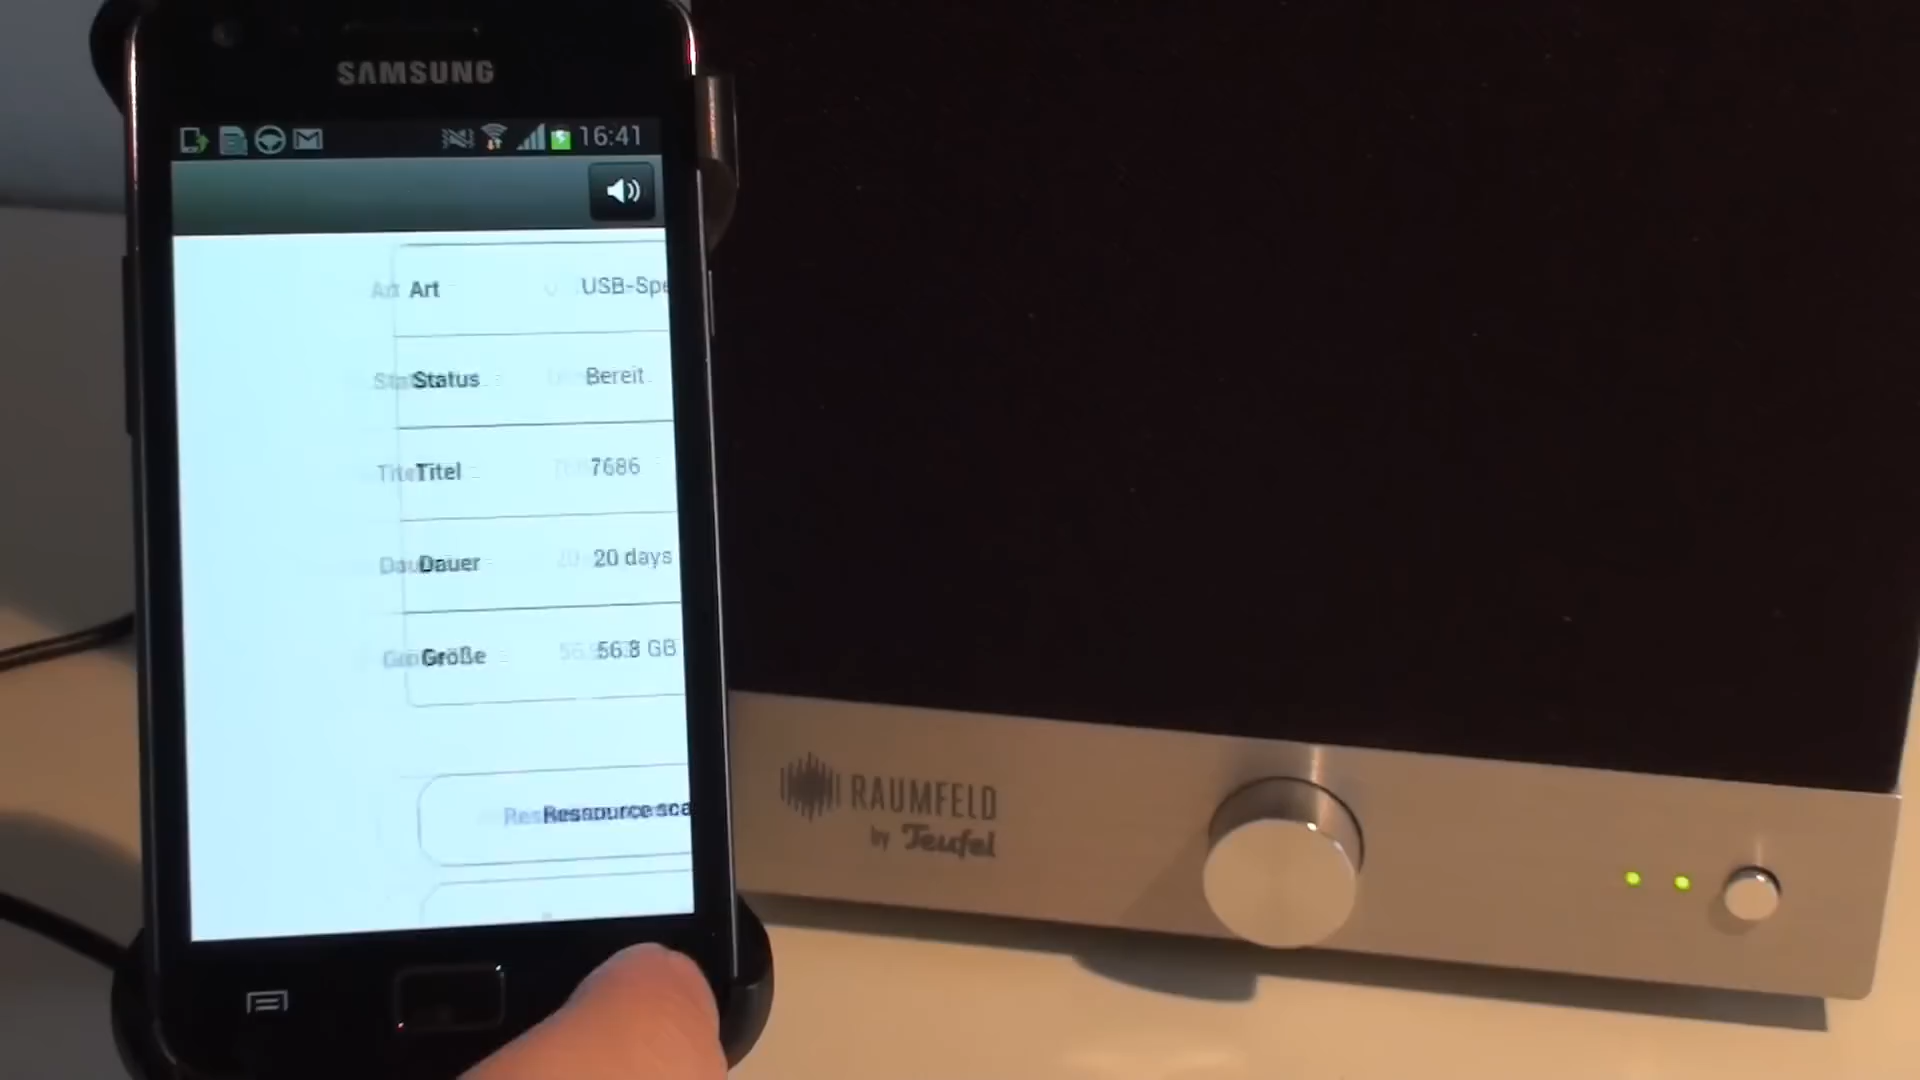 SAMSUNG
16:41
Art USB-Spe
Status Bereit
Titel 7686
Dauer 20 days
Größe 56.8 GB
Ressource sca
RAUMFELD
by Teufel